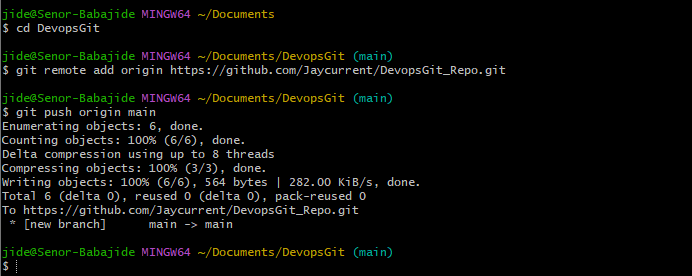 jide@Senor-Babajide MINGW64 ~/Documents
$ cd DevopsGit
jide@Senor-Babajide MINGW64 ~/Documents/DevopsGit (main)
$ git remote add origin https://github.com/Jaycurrent/DevopsGit_Repo.git
jide@Senor-Babajide MINGW64 ~/Documents/DevopsGit (main)
$ git push origin main
Enumerating objects: 6, done.
Counting objects: 100% (6/6), done.
Delta compression using up to 8 threads
Compressing objects: 100% (3/3), done.
Writing objects: 100% (6/6), 564 bytes | 282.00 KiB/s, done.
Total 6 (delta 0), reused 0 (delta 0), pack-reused 0
To https://github.com/Jaycurrent/DevopsGit_Repo.git
 * [new branch]      main -> main
jide@Senor-Babajide MINGW64 ~/Documents/DevopsGit (main)
$